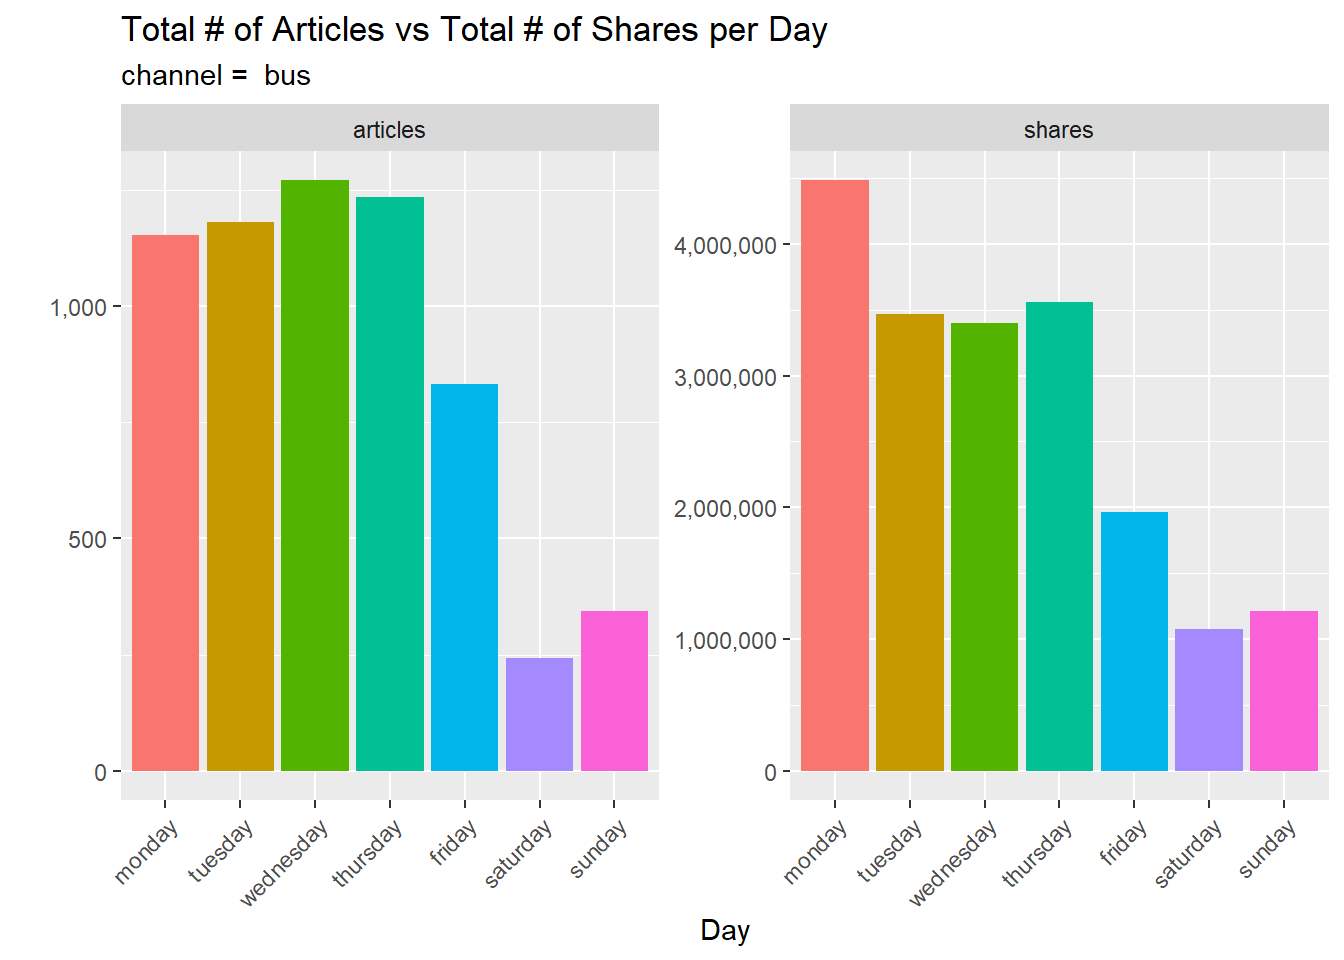 Total # of Articles vs Total # of Shares per Day
channel =  bus
articles
1,000
500
0
monday
tuesday
wednesday
thursday
friday
saturday
sunday
shares
4,000,000
3,000,000
2,000,000
1,000,000
0
monday
tuesday
wednesday
thursday
friday
saturday
sunday
Day